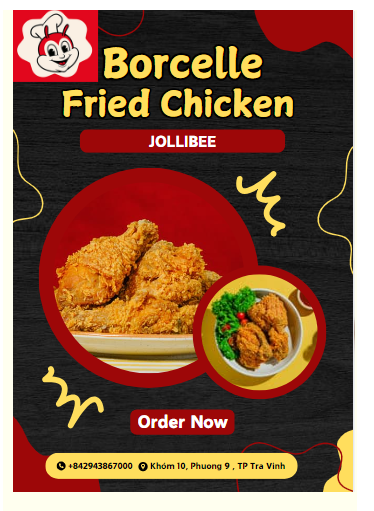 Borcelle
Fried Chicken
JOLLIBEE
Order Now
+842943867000 Khóm 10, Phuong 9 , TP Tra Vinh